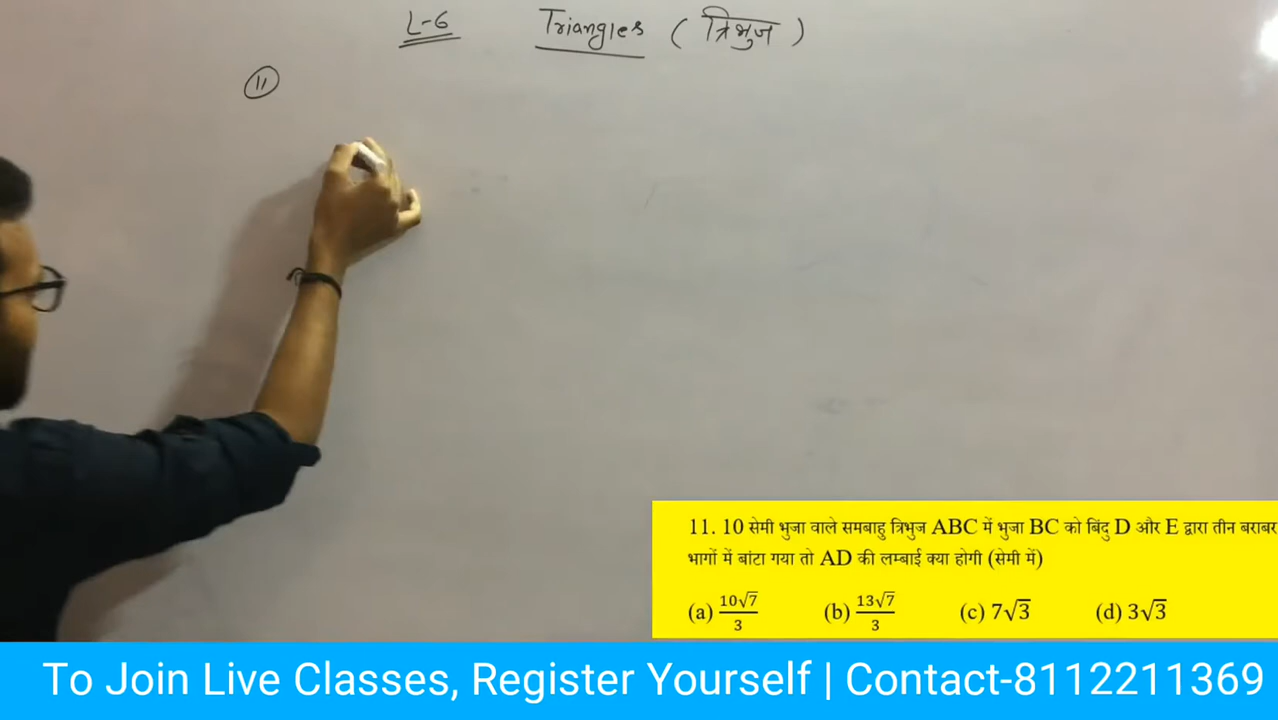 L-6 Triangles ( त्रिभुज )
11
11. 10 सेमी भुजा वाले समबाहु त्रिभुज ABC में भुजा BC को बिंदु D और E द्वारा तीन बराबर
भागों में बांटा गया तो AD की लम्बाई क्या होगी (सेमी में)
(a) 10√7/3 (b) 13√7/3 (c) 7√3 (d) 3√3
To Join Live Classes, Register Yourself | Contact-8112211369